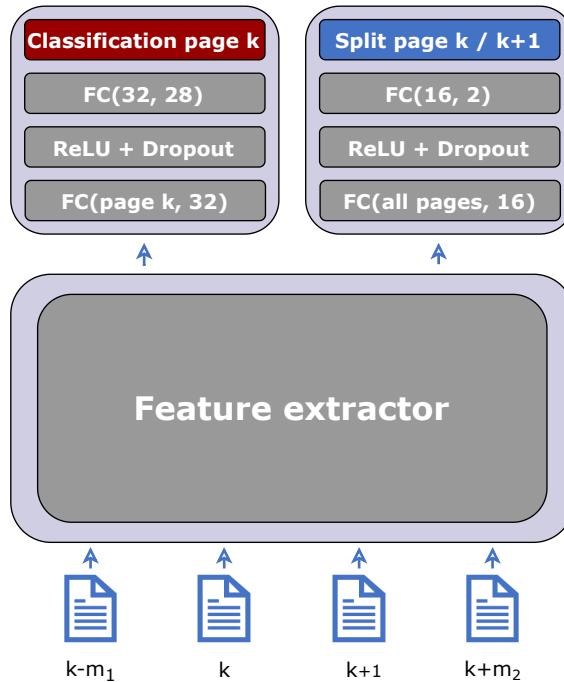 Classification page k
FC(32, 28)
ReLU + Dropout
FC(page k, 32)
Split page k / k+1
FC(16, 2)
ReLU + Dropout
FC(all pages, 16)
Feature extractor
k-m₁
k
k+1
k+m₂